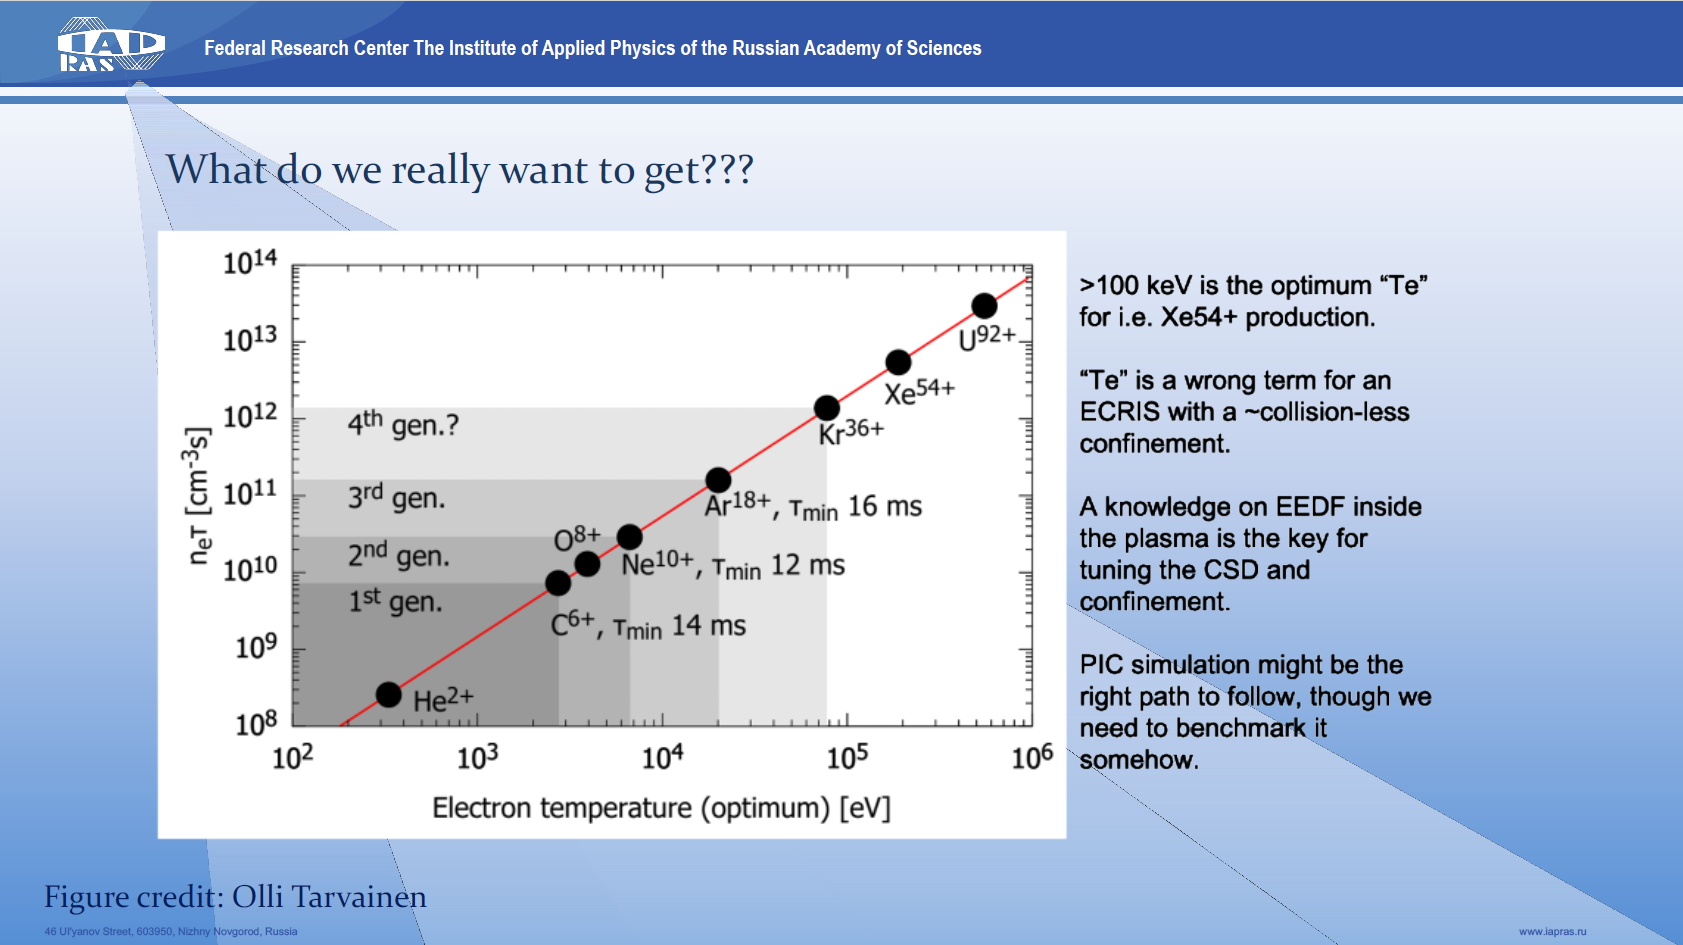 IAP
RAS
Federal Research Center The Institute of Applied Physics of the Russian Academy of Sciences
What do we really want to get???
10¹⁴
10¹³
10¹²
10¹¹
10¹⁰
10⁹
10⁸
nₑτ [cm⁻³s]
4th gen.?
3rd gen.
2nd gen.
1st gen.
U⁹²⁺
Xe⁵⁴⁺
Kr³⁶⁺
Ar¹⁸⁺, τmin 16 ms
O⁸⁺
Ne¹⁰⁺, τmin 12 ms
C⁶⁺, τmin 14 ms
He²⁺
10² 10³ 10⁴ 10⁵ 10⁶
Electron temperature (optimum) [eV]
>100 keV is the optimum “Te”
for i.e. Xe54+ production.
“Te” is a wrong term for an
ECRIS with a ~collision-less
confinement.
A knowledge on EEDF inside
the plasma is the key for
tuning the CSD and
confinement.
PIC simulation might be the
right path to follow, though we
need to benchmark it
somehow.
Figure credit: Olli Tarvainen
46 Ul'yanov Street, 603950, Nizhny Novgorod, Russia
www.iapras.ru